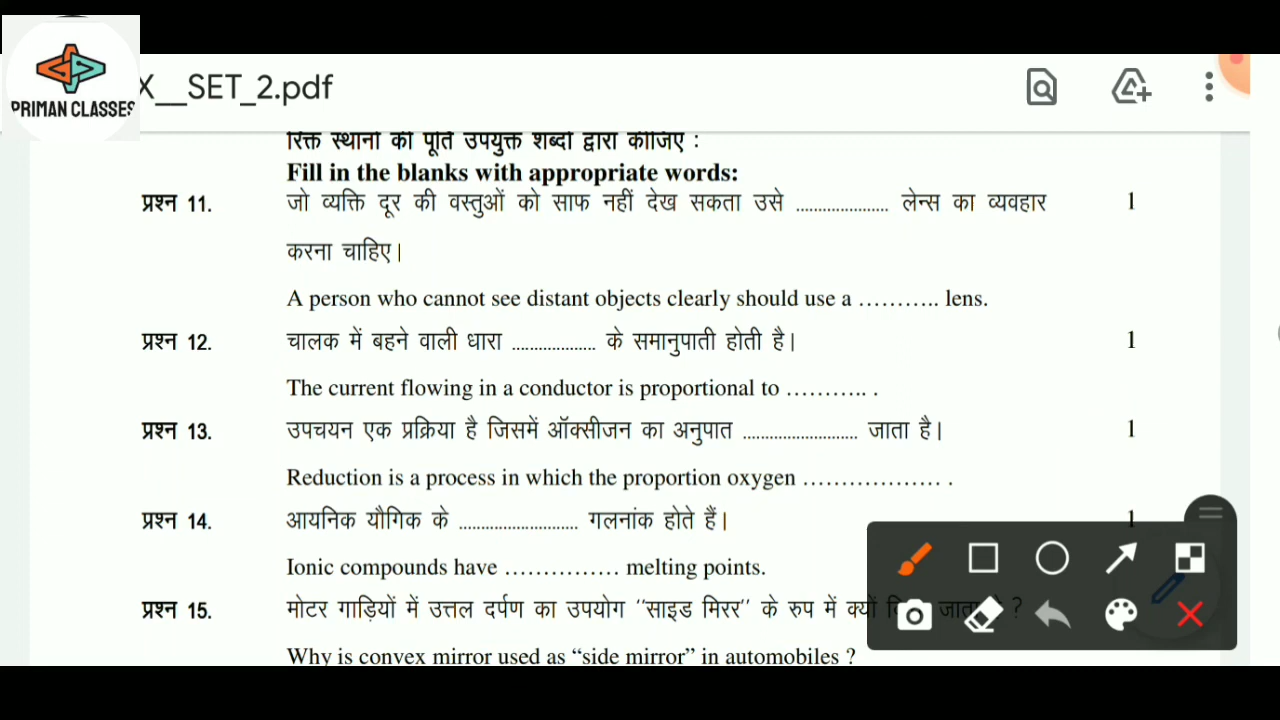 PRIMAN CLASSES
X__SET_2.pdf
रिक्त स्थानों की पूर्ति उपयुक्त शब्दों द्वारा कीजिए :
Fill in the blanks with appropriate words:
प्रश्न 11. जो व्यक्ति दूर की वस्तुओं को साफ नहीं देख सकता उसे ..................... लेन्स का व्यवहार 1
करना चाहिए।
A person who cannot see distant objects clearly should use a ……….. lens.
प्रश्न 12. चालक में बहने वाली धारा ................... के समानुपाती होती है। 1
The current flowing in a conductor is proportional to ……….. .
प्रश्न 13. उपचयन एक प्रक्रिया है जिसमें ऑक्सीजन का अनुपात .......................... जाता है। 1
Reduction is a process in which the proportion oxygen ………………. .
प्रश्न 14. आयनिक यौगिक के ........................... गलनांक होते हैं। 1
Ionic compounds have …………… melting points.
प्रश्न 15. मोटर गाड़ियों में उत्तल दर्पण का उपयोग "साइड मिरर" के रुप में क्यों जाता ?
Why is convex mirror used as “side mirror” in automobiles ?